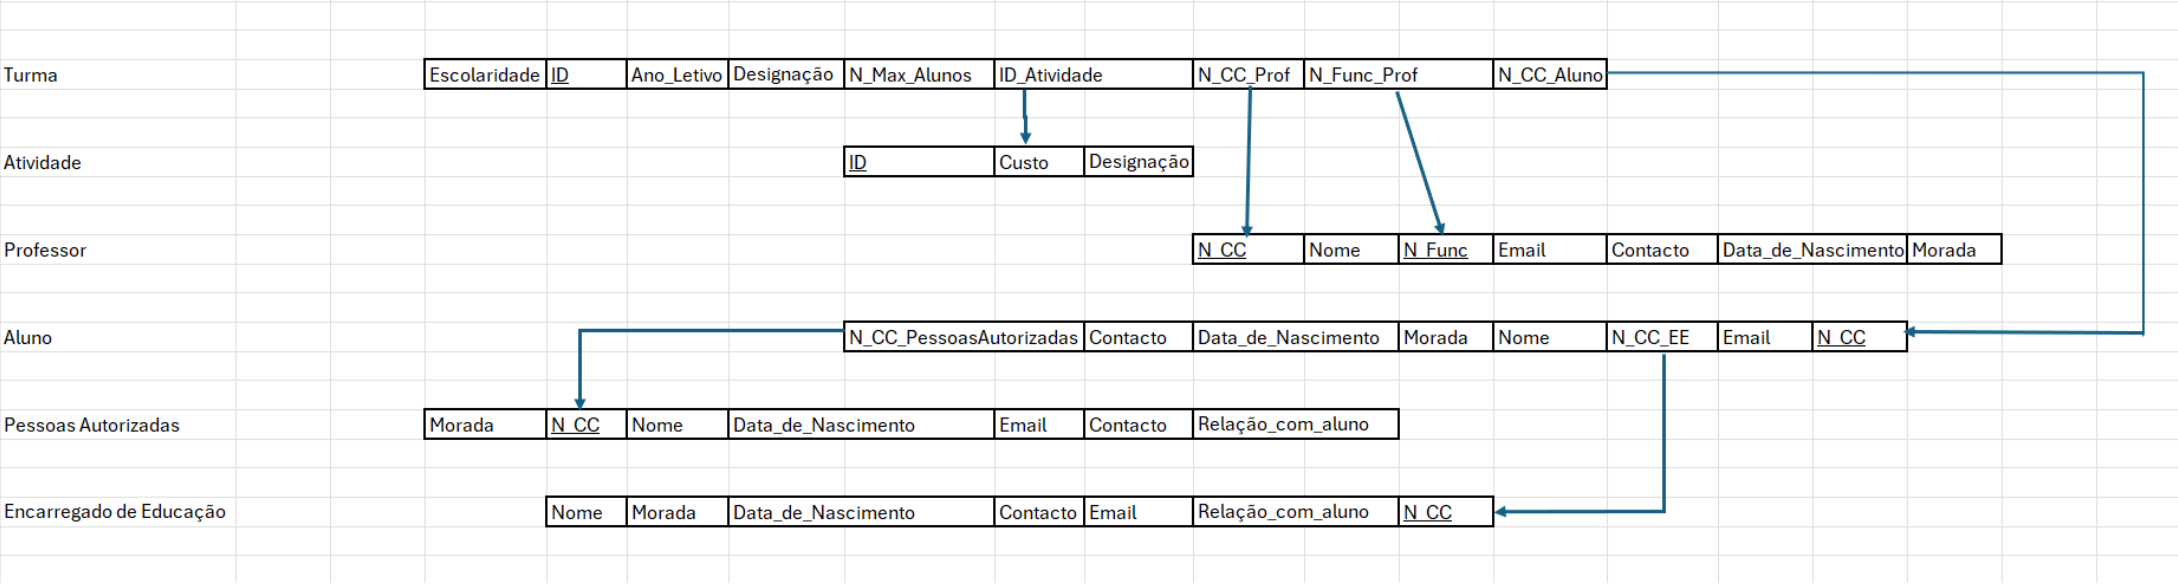 Turma Escolaridade ID Ano_Letivo Designação N_Max_Alunos ID_Atividade N_CC_Prof N_Func_Prof N_CC_Aluno
Atividade ID Custo Designação
Professor N_CC Nome N_Func Email Contacto Data_de_Nascimento Morada
Aluno N_CC_PessoasAutorizadas Contacto Data_de_Nascimento Morada Nome N_CC_EE Email N_CC
Pessoas Autorizadas Morada N_CC Nome Data_de_Nascimento Email Contacto Relação_com_aluno
Encarregado de Educação Nome Morada Data_de_Nascimento Contacto Email Relação_com_aluno N_CC